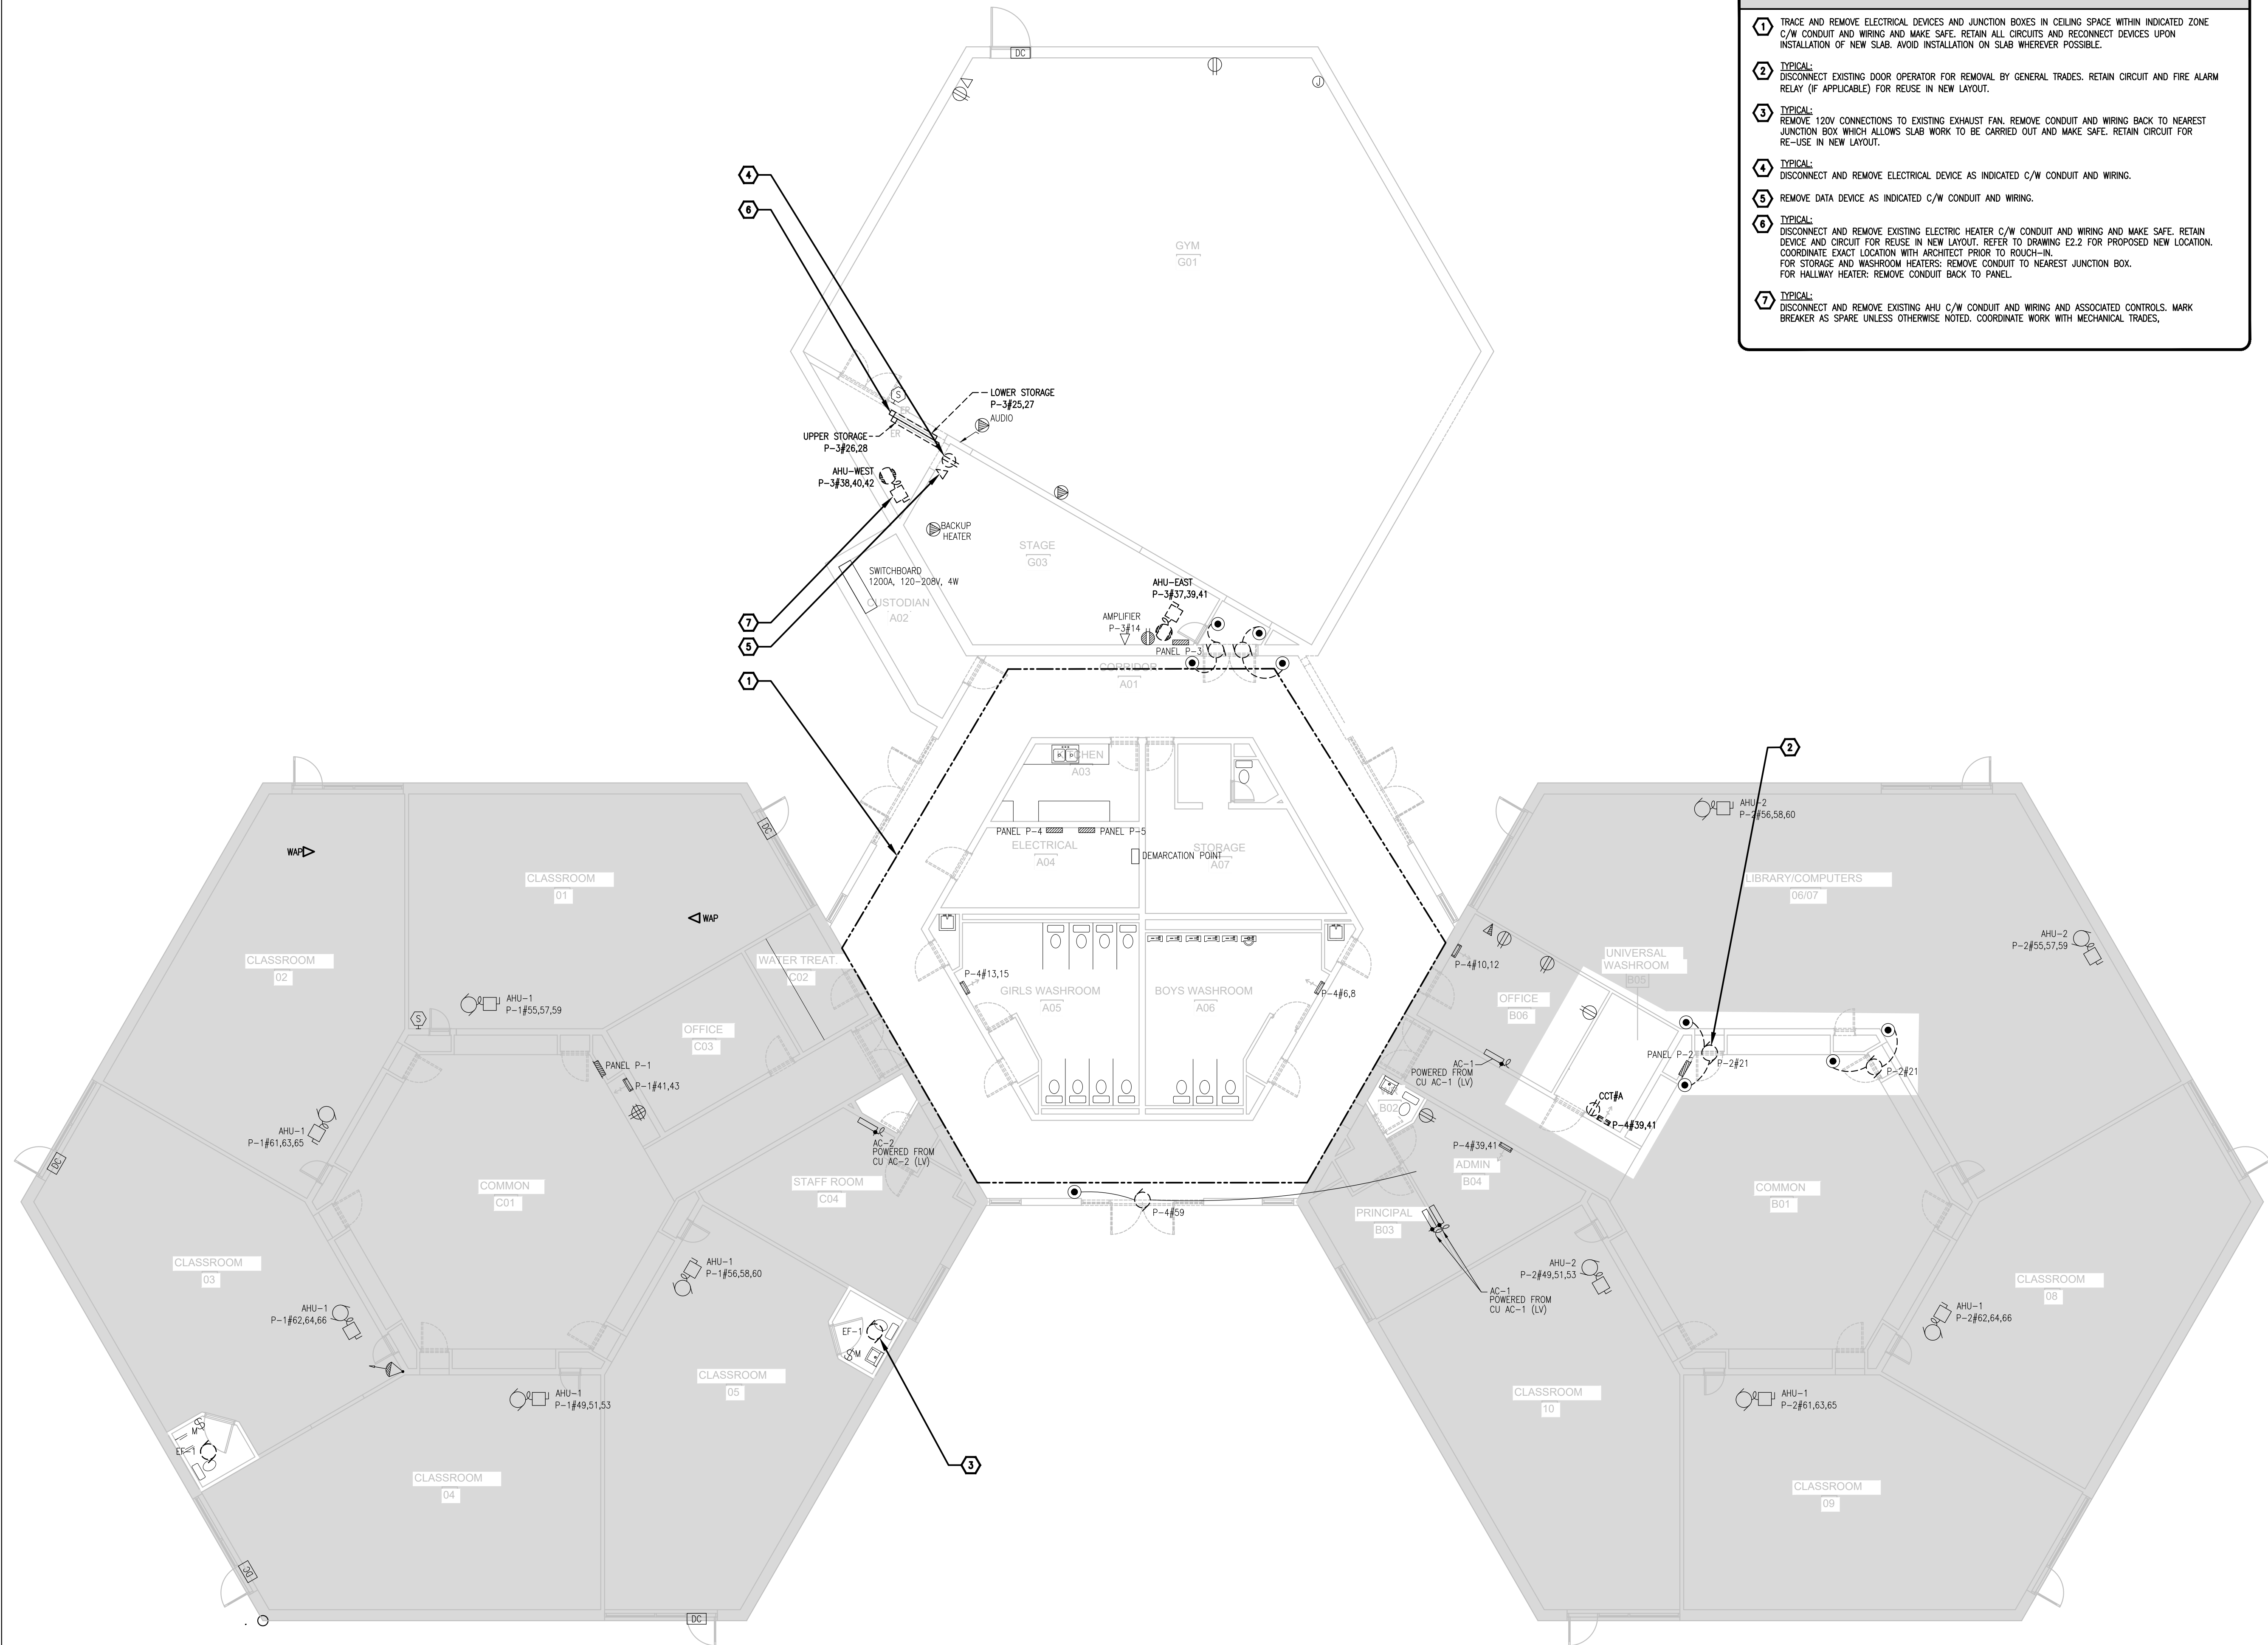 1 TRACE AND REMOVE ELECTRICAL DEVICES AND JUNCTION BOXES IN CEILING SPACE WITHIN INDICATED ZONE
C/W CONDUIT AND WIRING AND MAKE SAFE. RETAIN ALL CIRCUITS AND RECONNECT DEVICES UPON
INSTALLATION OF NEW SLAB. AVOID INSTALLATION ON SLAB WHEREVER POSSIBLE.
2 TYPICAL:
DISCONNECT EXISTING DOOR OPERATOR FOR REMOVAL BY GENERAL TRADES. RETAIN CIRCUIT AND FIRE ALARM
RELAY (IF APPLICABLE) FOR REUSE IN NEW LAYOUT.
3 TYPICAL:
REMOVE 120V CONNECTIONS TO EXISTING EXHAUST FAN. REMOVE CONDUIT AND WIRING BACK TO NEAREST
JUNCTION BOX WHICH ALLOWS SLAB WORK TO BE CARRIED OUT AND MAKE SAFE. RETAIN CIRCUIT FOR
RE-USE IN NEW LAYOUT.
4 TYPICAL:
DISCONNECT AND REMOVE ELECTRICAL DEVICE AS INDICATED C/W CONDUIT AND WIRING.
5 REMOVE DATA DEVICE AS INDICATED C/W CONDUIT AND WIRING.
6 TYPICAL:
DISCONNECT AND REMOVE EXISTING ELECTRIC HEATER C/W CONDUIT AND WIRING AND MAKE SAFE. RETAIN
DEVICE AND CIRCUIT FOR REUSE IN NEW LAYOUT. REFER TO DRAWING E2.2 FOR PROPOSED NEW LOCATION.
COORDINATE EXACT LOCATION WITH ARCHITECT PRIOR TO ROUCH-IN.
FOR STORAGE AND WASHROOM HEATERS: REMOVE CONDUIT TO NEAREST JUNCTION BOX.
FOR HALLWAY HEATER: REMOVE CONDUIT BACK TO PANEL.
7 TYPICAL:
DISCONNECT AND REMOVE EXISTING AHU C/W CONDUIT AND WIRING AND ASSOCIATED CONTROLS. MARK
BREAKER AS SPARE UNLESS OTHERWISE NOTED. COORDINATE WORK WITH MECHANICAL TRADES,
DC
J
4
6
GYM
G01
S
ER
ER
LOWER STORAGE
P-3#25,27
AUDIO
UPPER STORAGE
P-3#26,28
AHU-WEST
P-3#38,40,42
BACKUP
HEATER
STAGE
G03
SWITCHBOARD
1200A, 120-208V, 4W
CUSTODIAN
A02
AHU-EAST
P-3#37,39,41
AMPLIFIER
P-3#14
PANEL P-3
7
5
1
CORRIDOR
A01
2
CHEN
A03
PANEL P-4
PANEL P-5
ELECTRICAL
A04
DEMARCATION POINT
STORAGE
A07
P-4#13,15
GIRLS WASHROOM
A05
BOYS WASHROOM
A06
P-4#6,8
P-4#59
DC
WAP
CLASSROOM
01
WAP
CLASSROOM
02
WATER TREAT.
C02
AHU-1
P-1#55,57,59
S
OFFICE
C03
PANEL P-1
P-1#41,43
AHU-1
P-1#61,63,65
DC
AC-2
POWERED FROM
CU AC-2 (LV)
COMMON
C01
STAFF ROOM
C04
CLASSROOM
03
AHU-1
P-1#56,58,60
AHU-1
P-1#62,64,66
EF-1
M
CLASSROOM
05
AHU-1
P-1#49,51,53
M
EF-1
CLASSROOM
04
3
DC
DC
AHU-2
P-2#56,58,60
LIBRARY/COMPUTERS
06/07
AHU-2
P-2#55,57,59
P-4#10,12
UNIVERSAL
WASHROOM
B05
OFFICE
B06
AC-1
POWERED FROM
CU AC-1 (LV)
PANEL P-2
P-2#21
P-2#21
CCT#A
P-4#39,41
B02
P-4#39,41
ADMIN
B04
COMMON
B01
PRINCIPAL
B03
AHU-2
P-2#49,51,53
AC-1
POWERED FROM
CU AC-1 (LV)
CLASSROOM
08
AHU-1
P-2#62,64,66
CLASSROOM
10
AHU-1
P-2#61,63,65
CLASSROOM
09